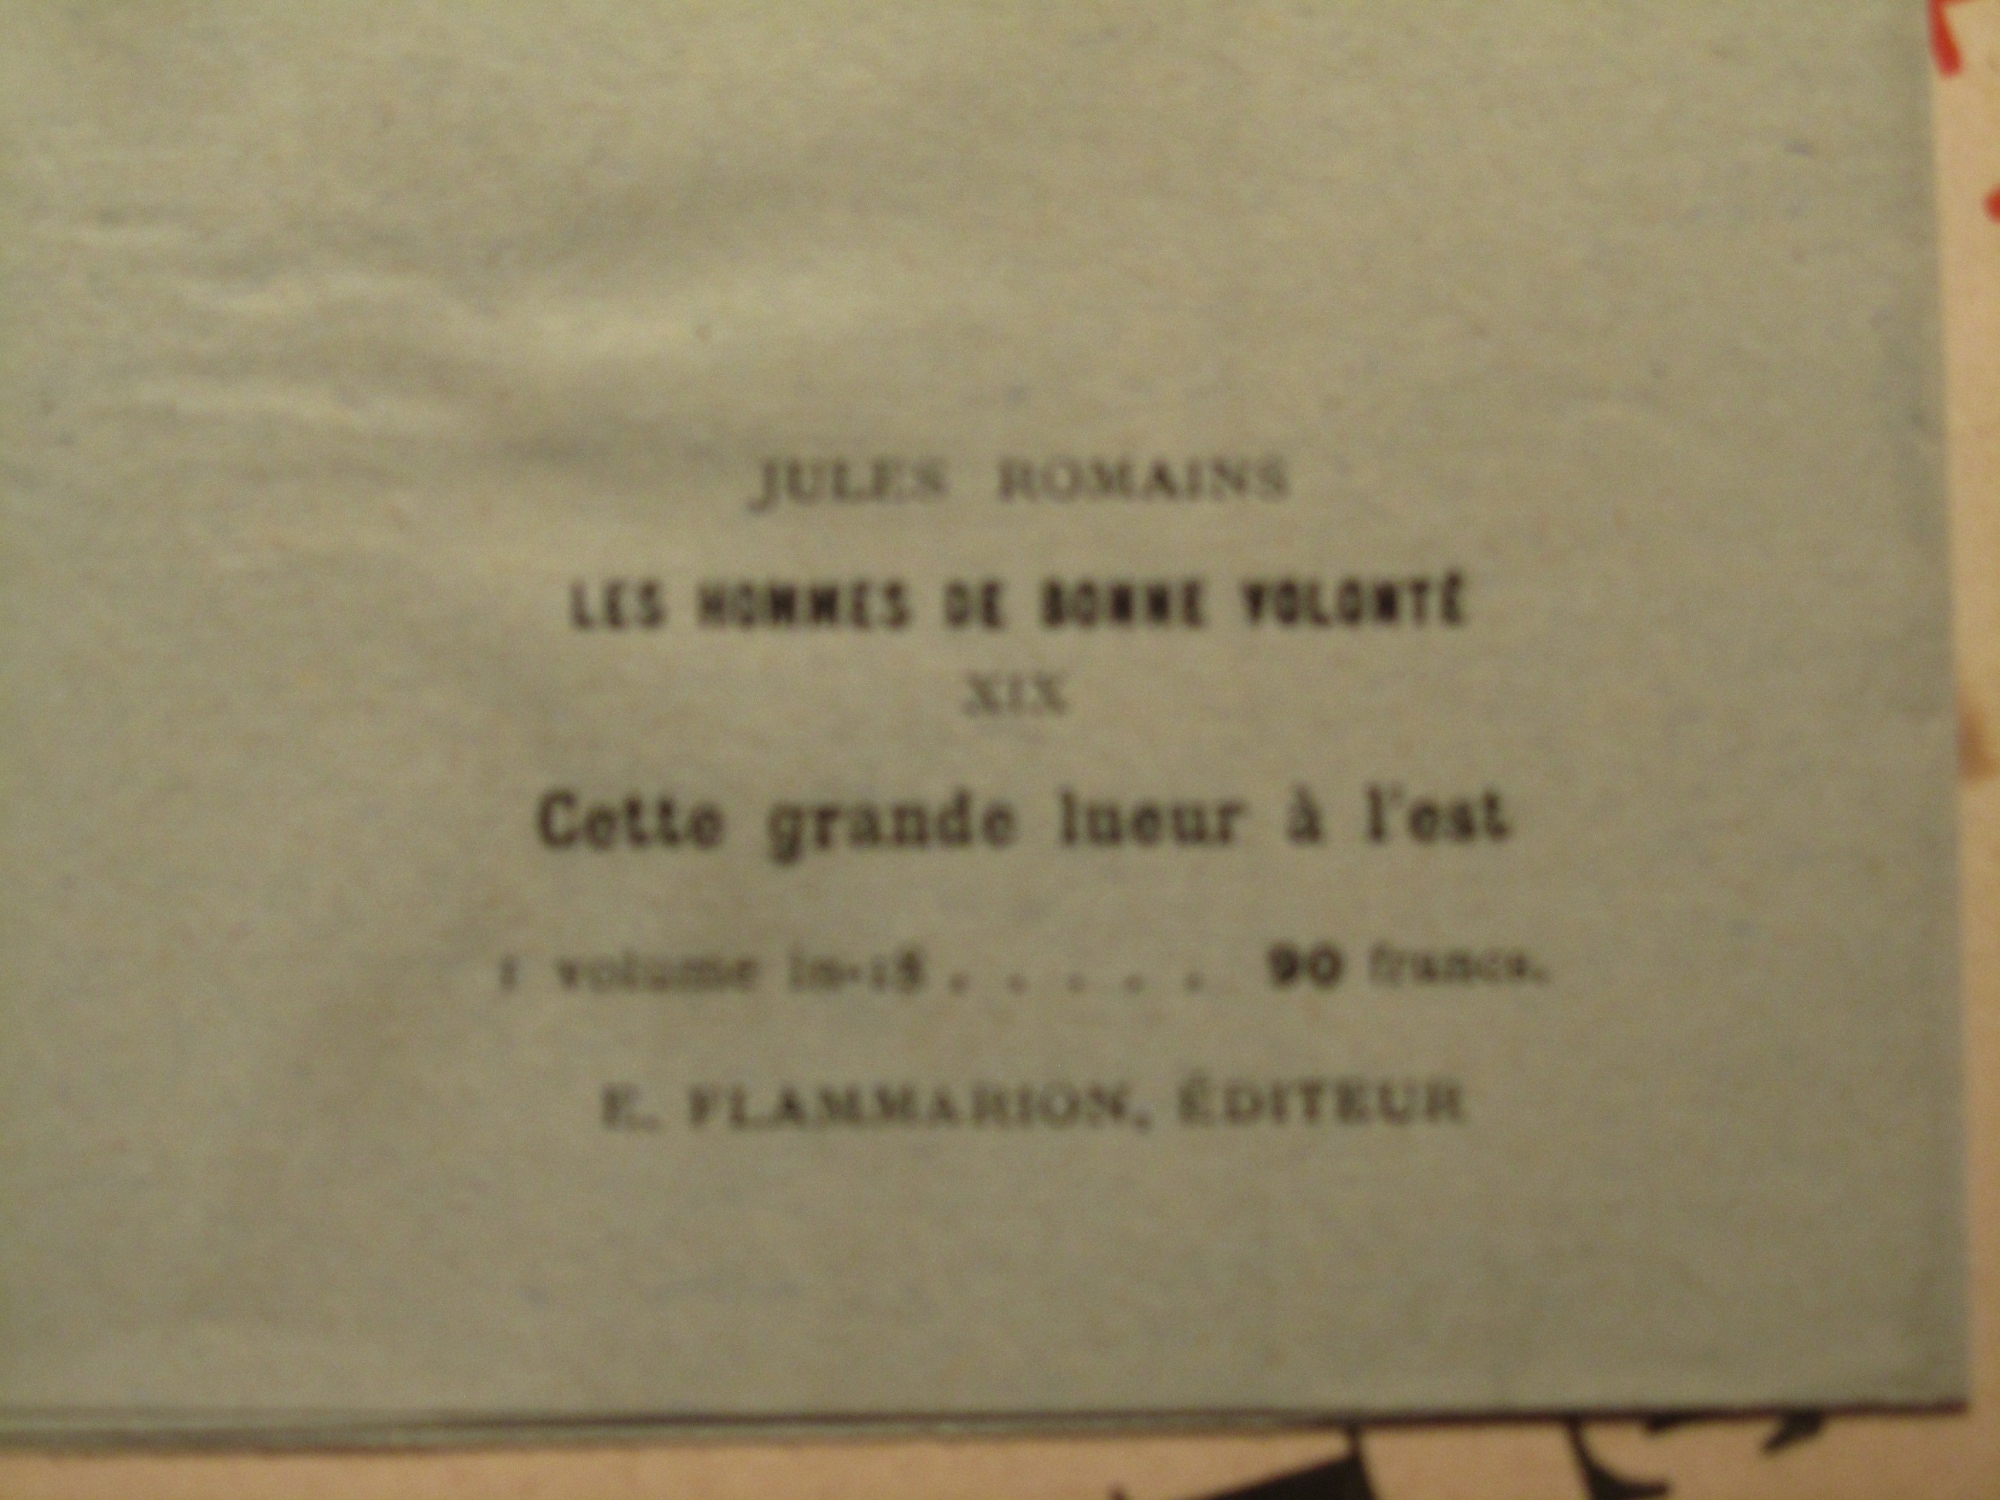 JULES ROMAINS
LES HOMMES DE BONNE VOLONTÉ
XIX
Cette grande lueur à l'est
1 volume in-18 . . . . . 90 francs.
E. FLAMMARION, ÉDITEUR